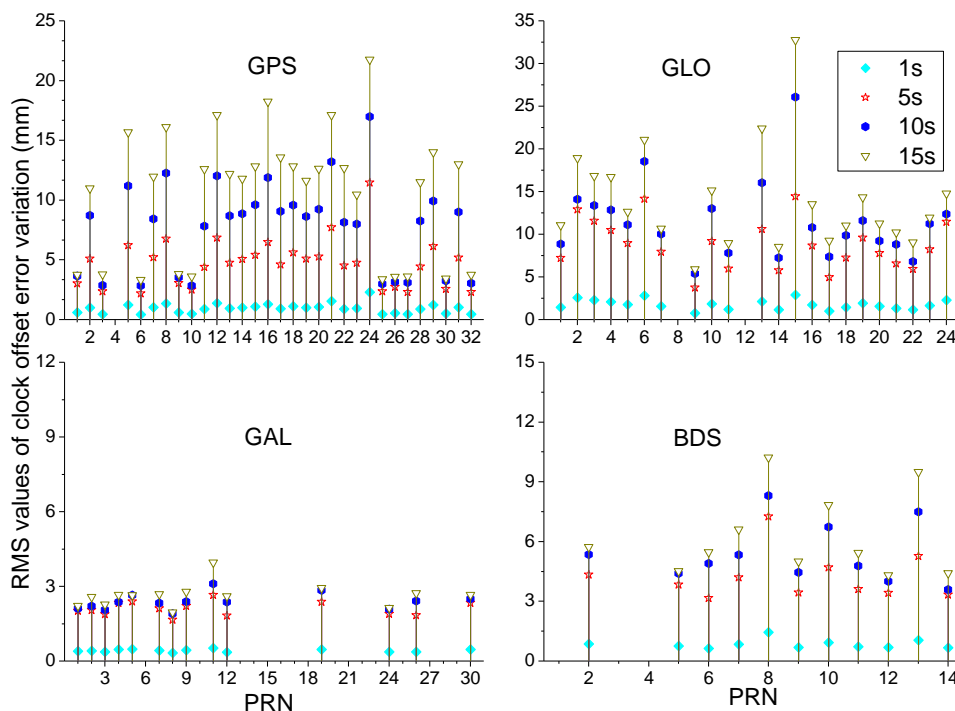 RMS values of clock offset error variation (mm)
25
20
15
10
5
0
GPS
2 4 6 8 10 12 14 16 18 20 22 24 26 28 30 32
35
30
25
20
15
10
5
0
GLO
1s
5s
10s
15s
2 4 6 8 10 12 14 16 18 20 22 24
12
9
6
3
0
GAL
3 6 9 12 15 18 21 24 27 30
PRN
15
12
9
6
3
0
BDS
2 4 6 8 10 12 14
PRN